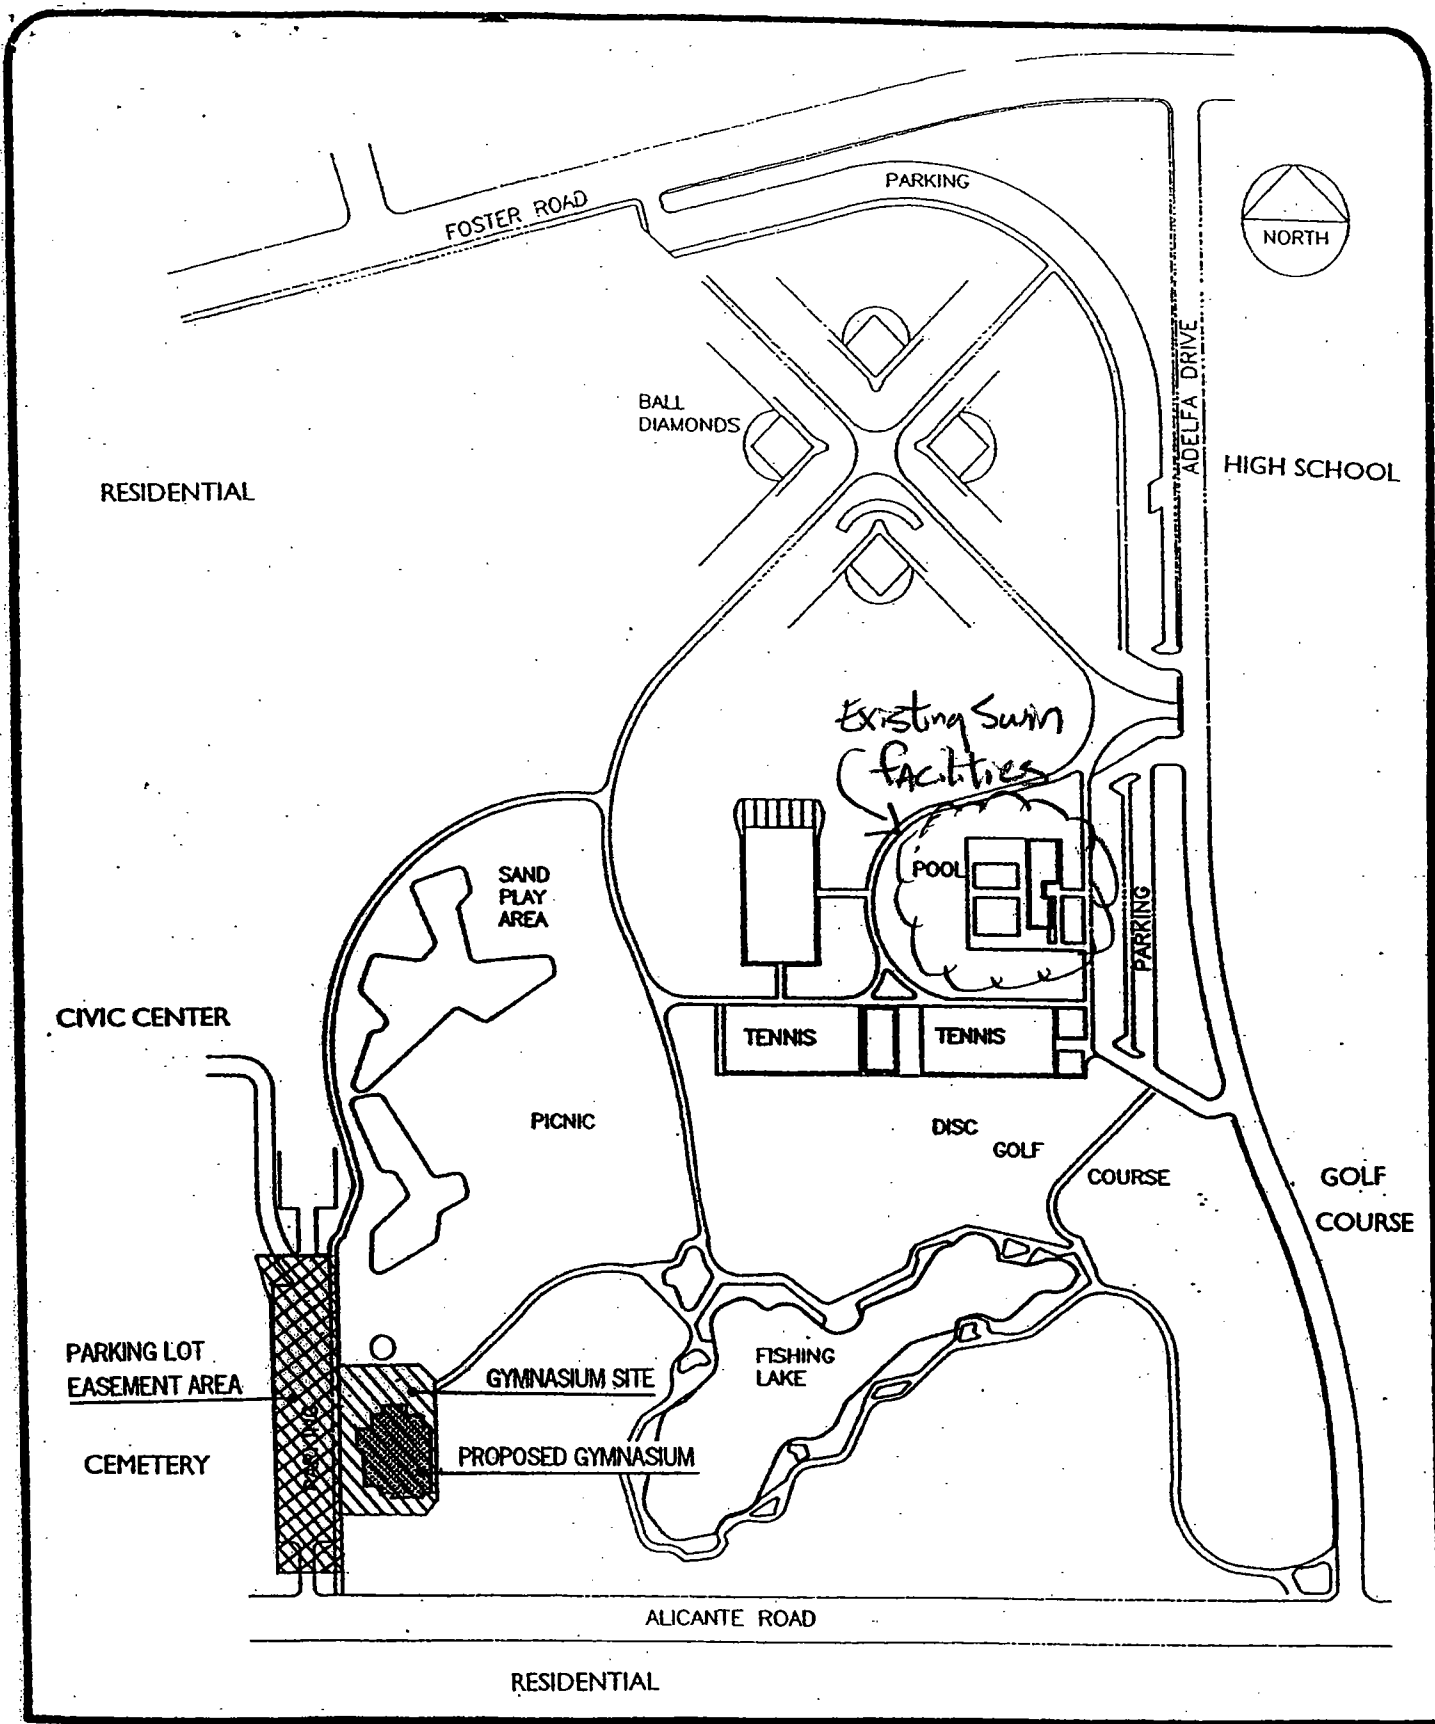 PARKING
FOSTER ROAD
NORTH
ADELFA DRIVE
BALL
DIAMONDS
HIGH SCHOOL
RESIDENTIAL
Existing Swim
facilities
POOL
SAND
PLAY
AREA
PARKING
CIVIC CENTER
TENNIS
TENNIS
PICNIC
DISC
GOLF
COURSE
GOLF
COURSE
PARKING LOT
EASEMENT AREA
FISHING
LAKE
GYMNASIUM SITE
PARKING
CEMETERY
PROPOSED GYMNASIUM
ALICANTE ROAD
RESIDENTIAL